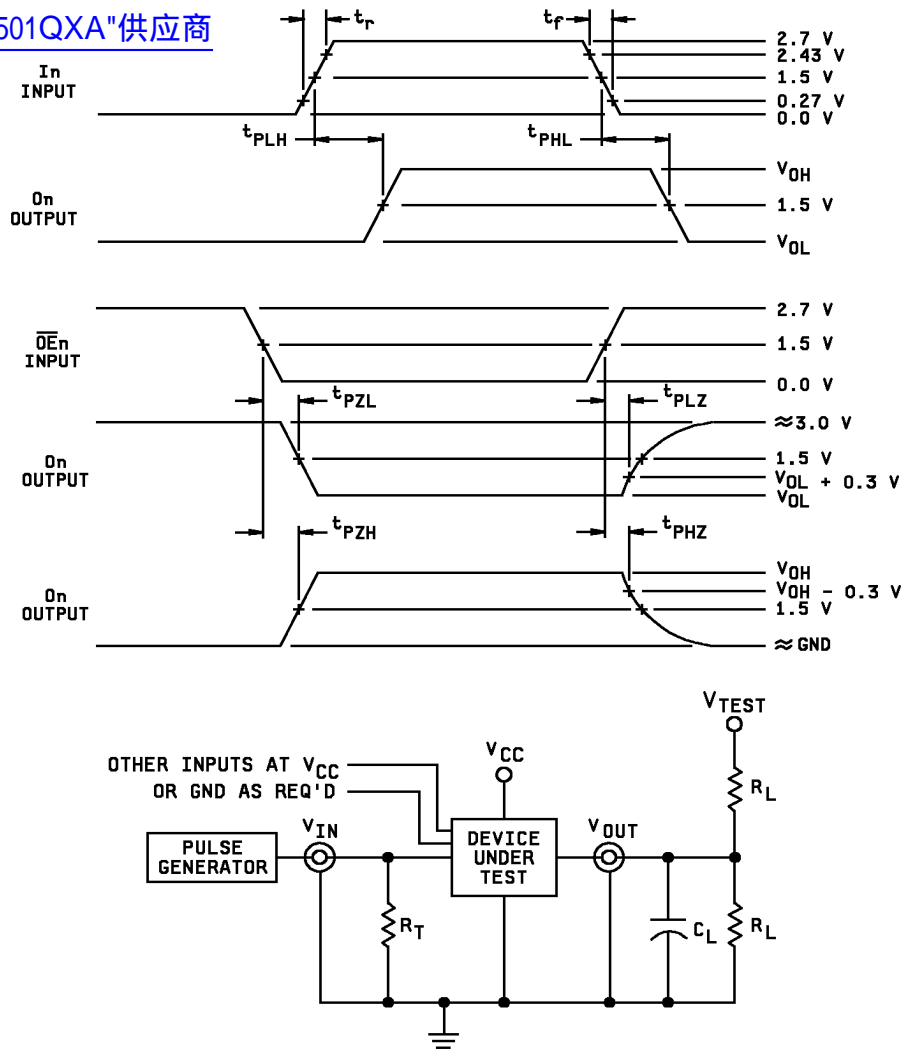 501QXA"供应商
tr
tf
2.7 V
2.43 V
In
INPUT
1.5 V
0.27 V
0.0 V
tPLH
tPHL
VOH
On
OUTPUT
1.5 V
VOL
2.7 V
OEn
INPUT
1.5 V
0.0 V
tPZL
tPLZ
≈3.0 V
On
OUTPUT
1.5 V
VOL + 0.3 V
VOL
tPZH
tPHZ
VOH
VOH - 0.3 V
On
OUTPUT
1.5 V
≈ GND
VTEST
VCC
OTHER INPUTS AT VCC
OR GND AS REQ'D
RL
VIN
VOUT
PULSE
GENERATOR
DEVICE
UNDER
TEST
RT
CL
RL